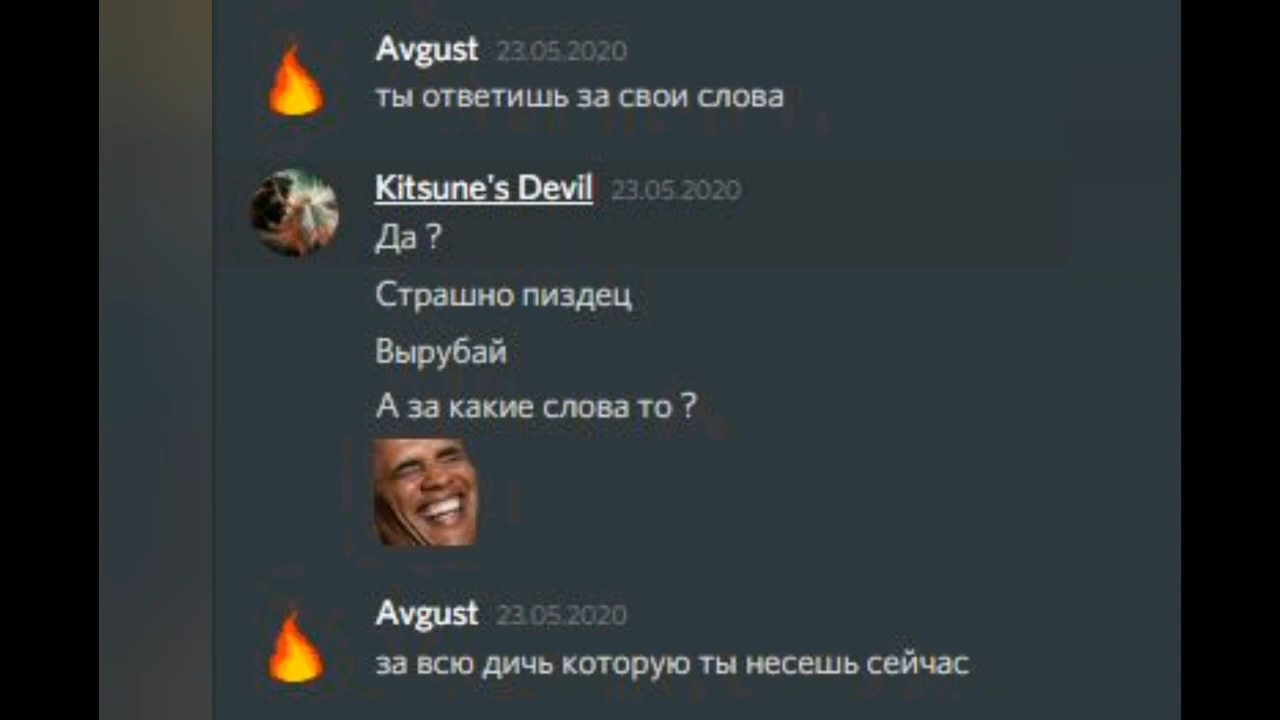 Avgust 23.05.2020
ты ответишь за свои слова
Kitsune's Devil 23.05.2020
Да ?
Страшно пиздец
Вырубай
А за какие слова то ?
Avgust 23.05.2020
за всю дичь которую ты несешь сейчас